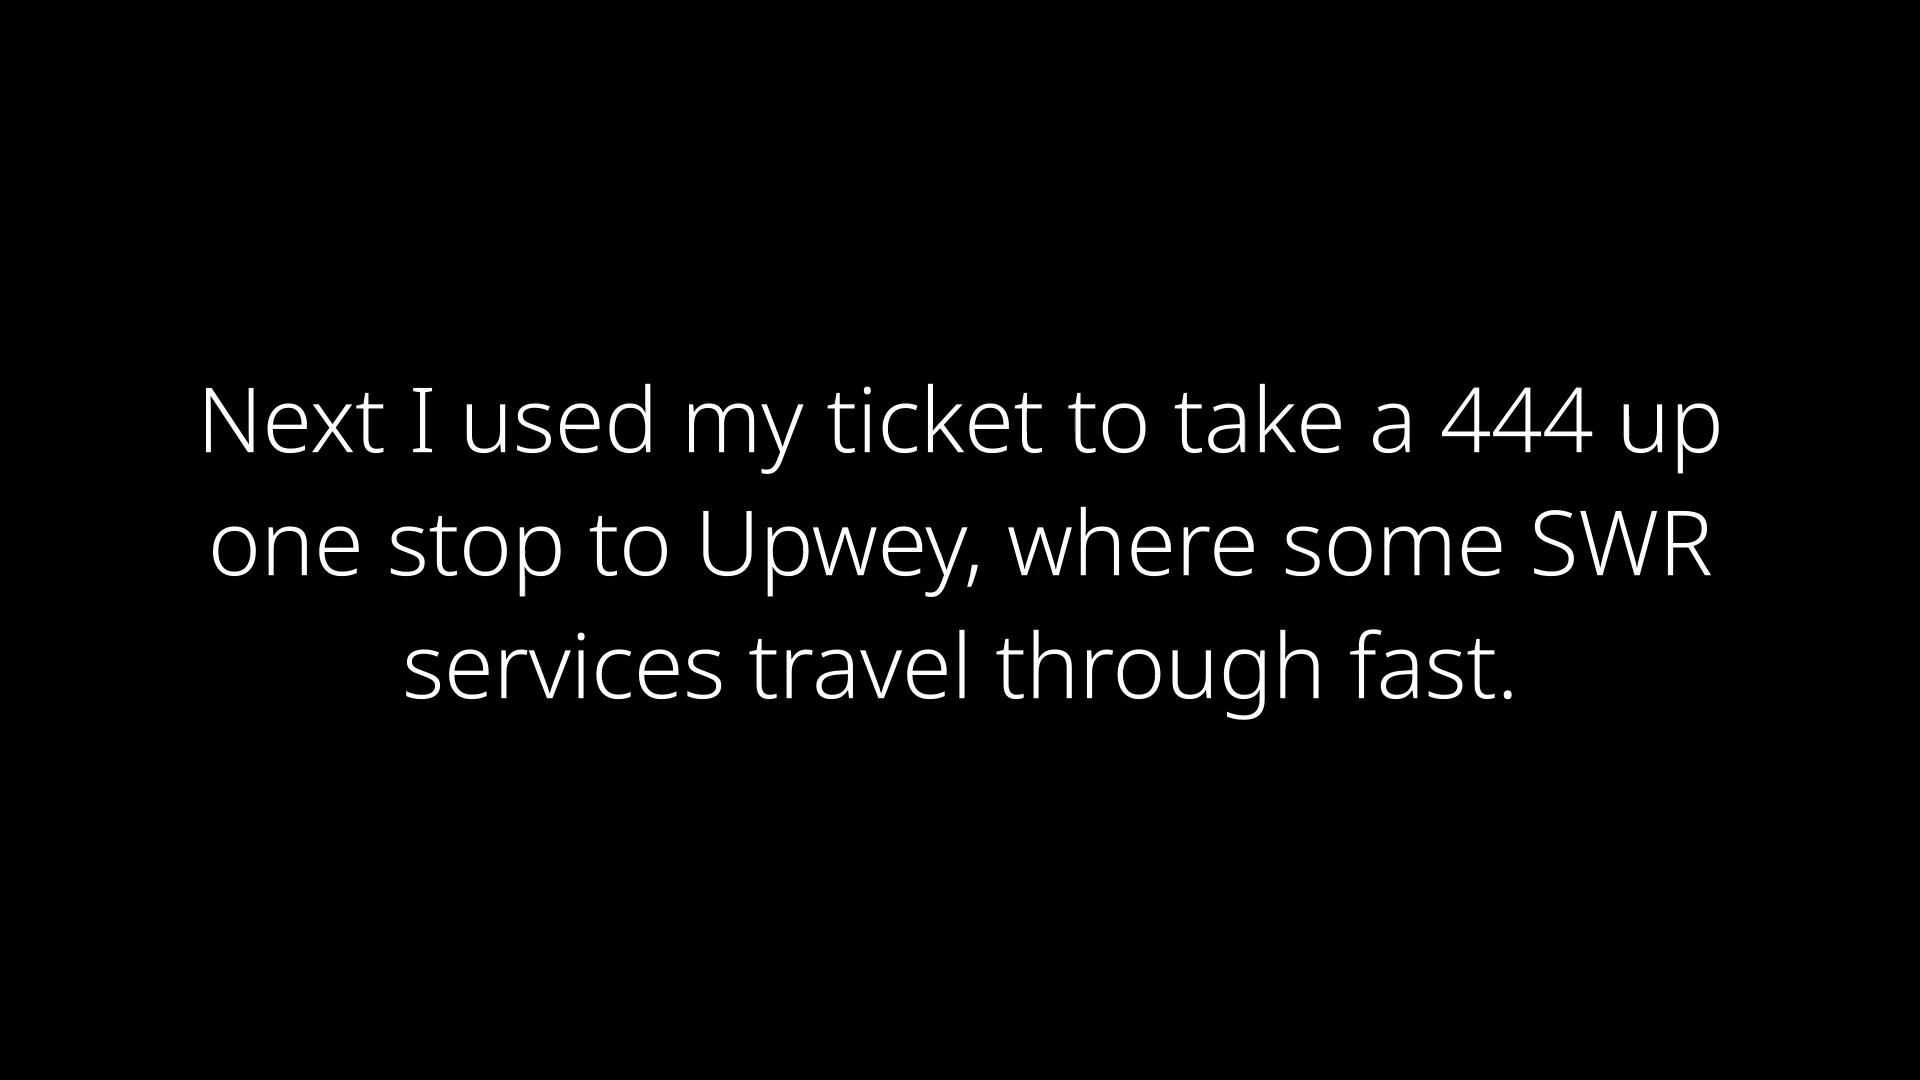 Next I used my ticket to take a 444 up
one stop to Upwey, where some SWR
services travel through fast.